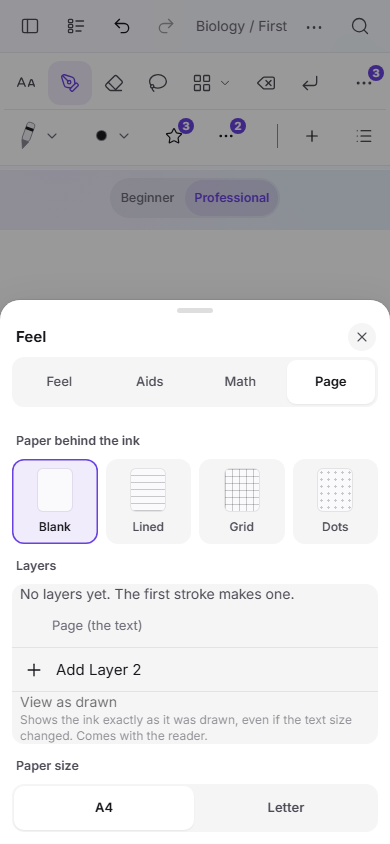 Biology / First
AA
3
3
2
Beginner
Professional
Feel
Feel
Aids
Math
Page
Paper behind the ink
Blank
Lined
Grid
Dots
Layers
No layers yet. The first stroke makes one.
Page (the text)
Add Layer 2
View as drawn
Shows the ink exactly as it was drawn, even if the text size
changed. Comes with the reader.
Paper size
A4
Letter